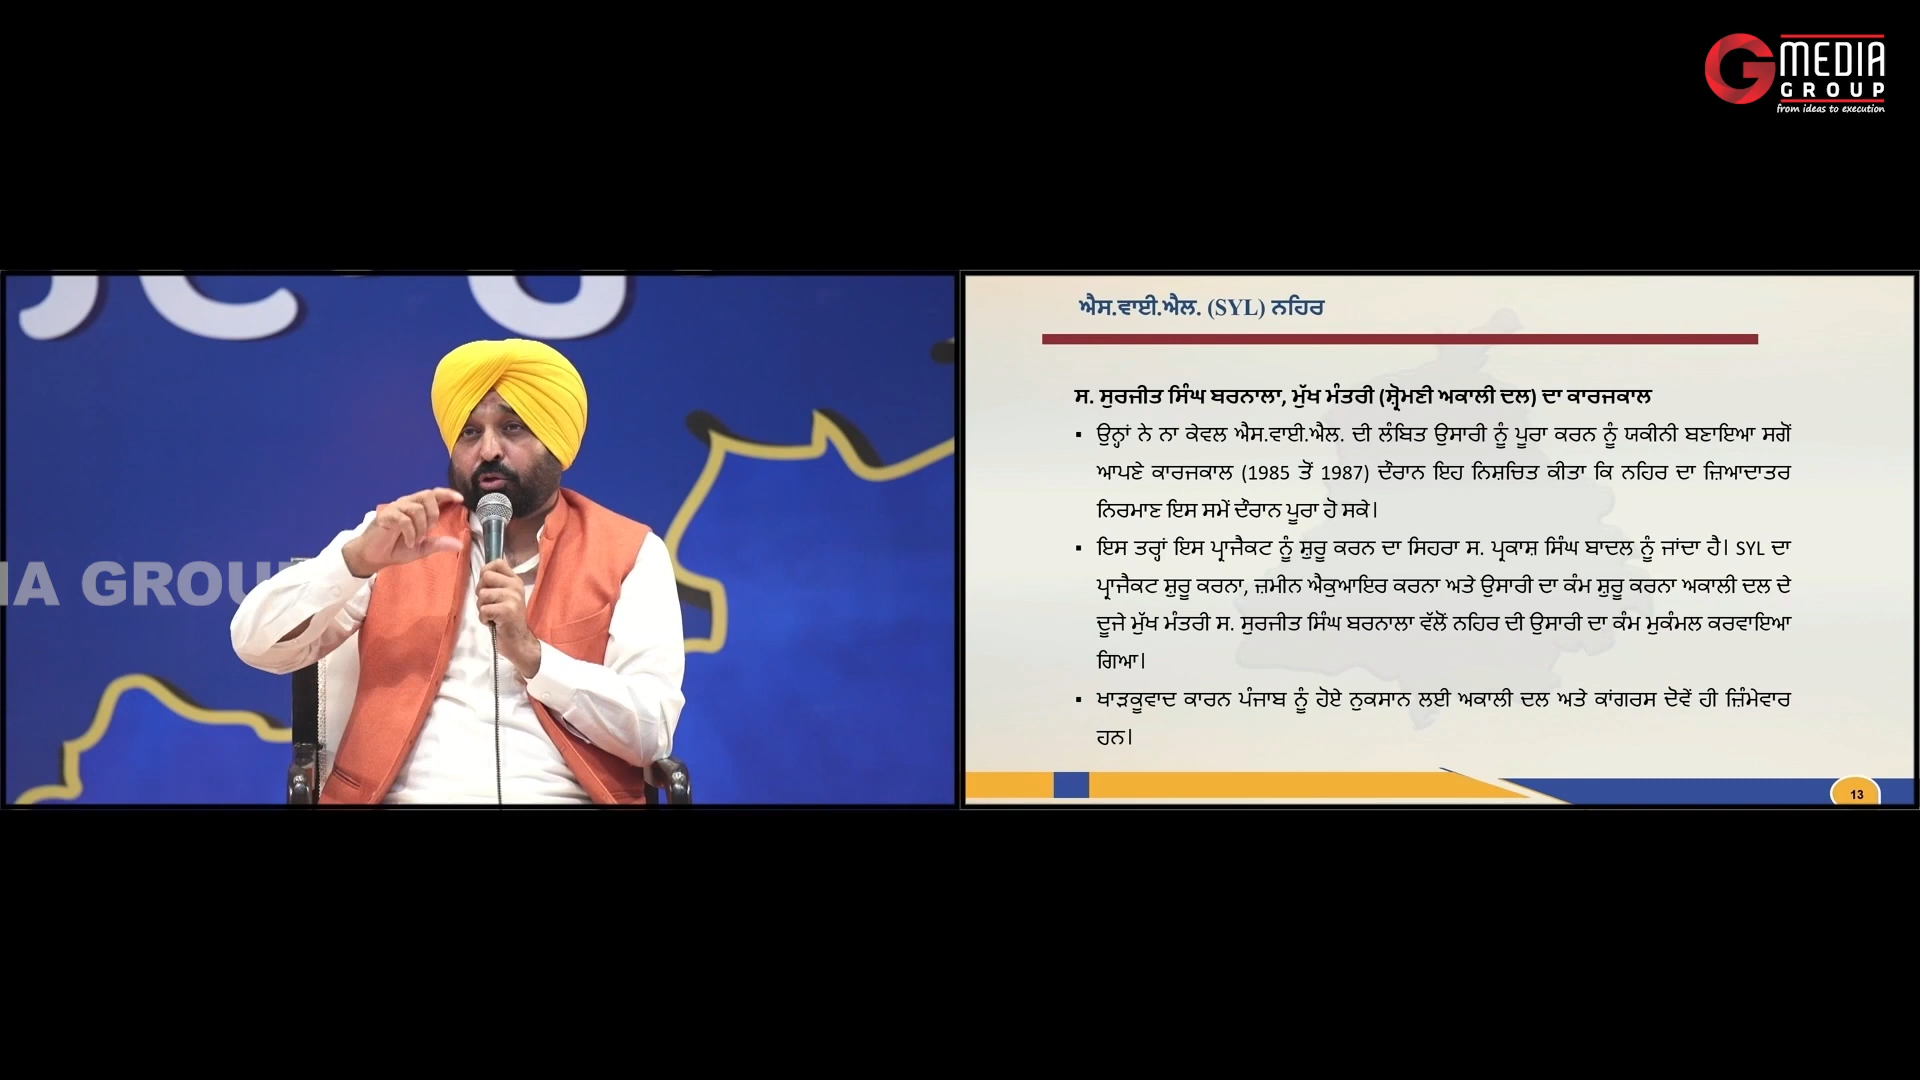 MEDIA
GROUP
from ideas to execution
IA GROU
ਐਸ.ਵਾਈ.ਐਲ. (SYL) ਨਹਿਰ
ਸ. ਸੁਰਜੀਤ ਸਿੰਘ ਬਰਨਾਲਾ, ਮੁੱਖ ਮੰਤਰੀ (ਸ਼੍ਰੋਮਣੀ ਅਕਾਲੀ ਦਲ) ਦਾ ਕਾਰਜਕਾਲ
▪ ਉਨ੍ਹਾਂ ਨੇ ਨਾ ਕੇਵਲ ਐਸ.ਵਾਈ.ਐਲ. ਦੀ ਲੰਬਿਤ ਉਸਾਰੀ ਨੂੰ ਪੂਰਾ ਕਰਨ ਨੂੰ ਯਕੀਨੀ ਬਣਾਇਆ ਸਗੋਂ
ਆਪਣੇ ਕਾਰਜਕਾਲ (1985 ਤੋਂ 1987) ਦੌਰਾਨ ਇਹ ਨਿਸ਼ਚਿਤ ਕੀਤਾ ਕਿ ਨਹਿਰ ਦਾ ਜ਼ਿਆਦਾਤਰ
ਨਿਰਮਾਣ ਇਸ ਸਮੇਂ ਦੌਰਾਨ ਪੂਰਾ ਹੋ ਸਕੇ।
▪ ਇਸ ਤਰ੍ਹਾਂ ਇਸ ਪ੍ਰਾਜੈਕਟ ਨੂੰ ਸ਼ੁਰੂ ਕਰਨ ਦਾ ਸਿਹਰਾ ਸ. ਪ੍ਰਕਾਸ਼ ਸਿੰਘ ਬਾਦਲ ਨੂੰ ਜਾਂਦਾ ਹੈ। SYL ਦਾ
ਪ੍ਰਾਜੈਕਟ ਸ਼ੁਰੂ ਕਰਨਾ, ਜ਼ਮੀਨ ਐਕੁਆਇਰ ਕਰਨਾ ਅਤੇ ਉਸਾਰੀ ਦਾ ਕੰਮ ਸ਼ੁਰੂ ਕਰਨਾ ਅਕਾਲੀ ਦਲ ਦੇ
ਦੂਜੇ ਮੁੱਖ ਮੰਤਰੀ ਸ. ਸੁਰਜੀਤ ਸਿੰਘ ਬਰਨਾਲਾ ਵੱਲੋਂ ਨਹਿਰ ਦੀ ਉਸਾਰੀ ਦਾ ਕੰਮ ਮੁਕੰਮਲ ਕਰਵਾਇਆ
ਗਿਆ।
▪ ਖਾੜਕੂਵਾਦ ਕਾਰਨ ਪੰਜਾਬ ਨੂੰ ਹੋਏ ਨੁਕਸਾਨ ਲਈ ਅਕਾਲੀ ਦਲ ਅਤੇ ਕਾਂਗਰਸ ਦੋਵੇਂ ਹੀ ਜ਼ਿੰਮੇਵਾਰ
ਹਨ।
13